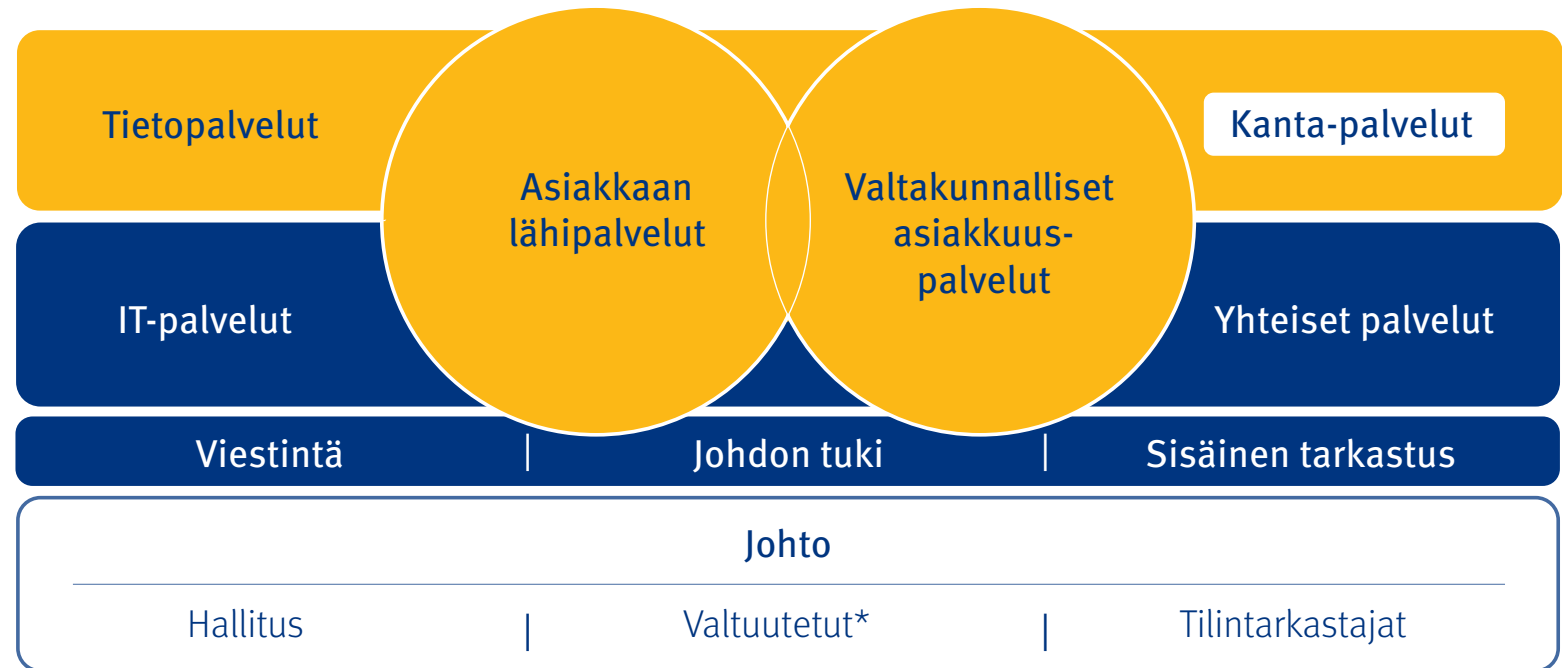 Tietopalvelut
Asiakkaan
lähipalvelut
Valtakunnalliset
asiakkuus-
palvelut
Kanta-palvelut
IT-palvelut
Yhteiset palvelut
Viestintä | Johdon tuki | Sisäinen tarkastus
Johto
Hallitus | Valtuutetut* | Tilintarkastajat